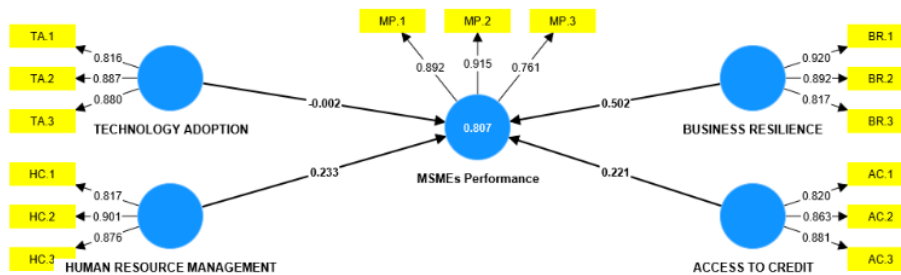 MP.1 MP.2 MP.3
TA.1 BR.1
0.816 0.920
TA.2 0.887 0.892 0.915 0.761 0.892 BR.2
0.880 0.817
TA.3 -0.002 0.502 BR.3
TECHNOLOGY ADOPTION 0.807 BUSINESS RESILIENCE
HC.1 0.233 MSMEs Performance 0.221 AC.1
0.817 0.820
HC.2 0.901 0.863 AC.2
0.876 0.881
HC.3 AC.3
HUMAN RESOURCE MANAGEMENT ACCESS TO CREDIT